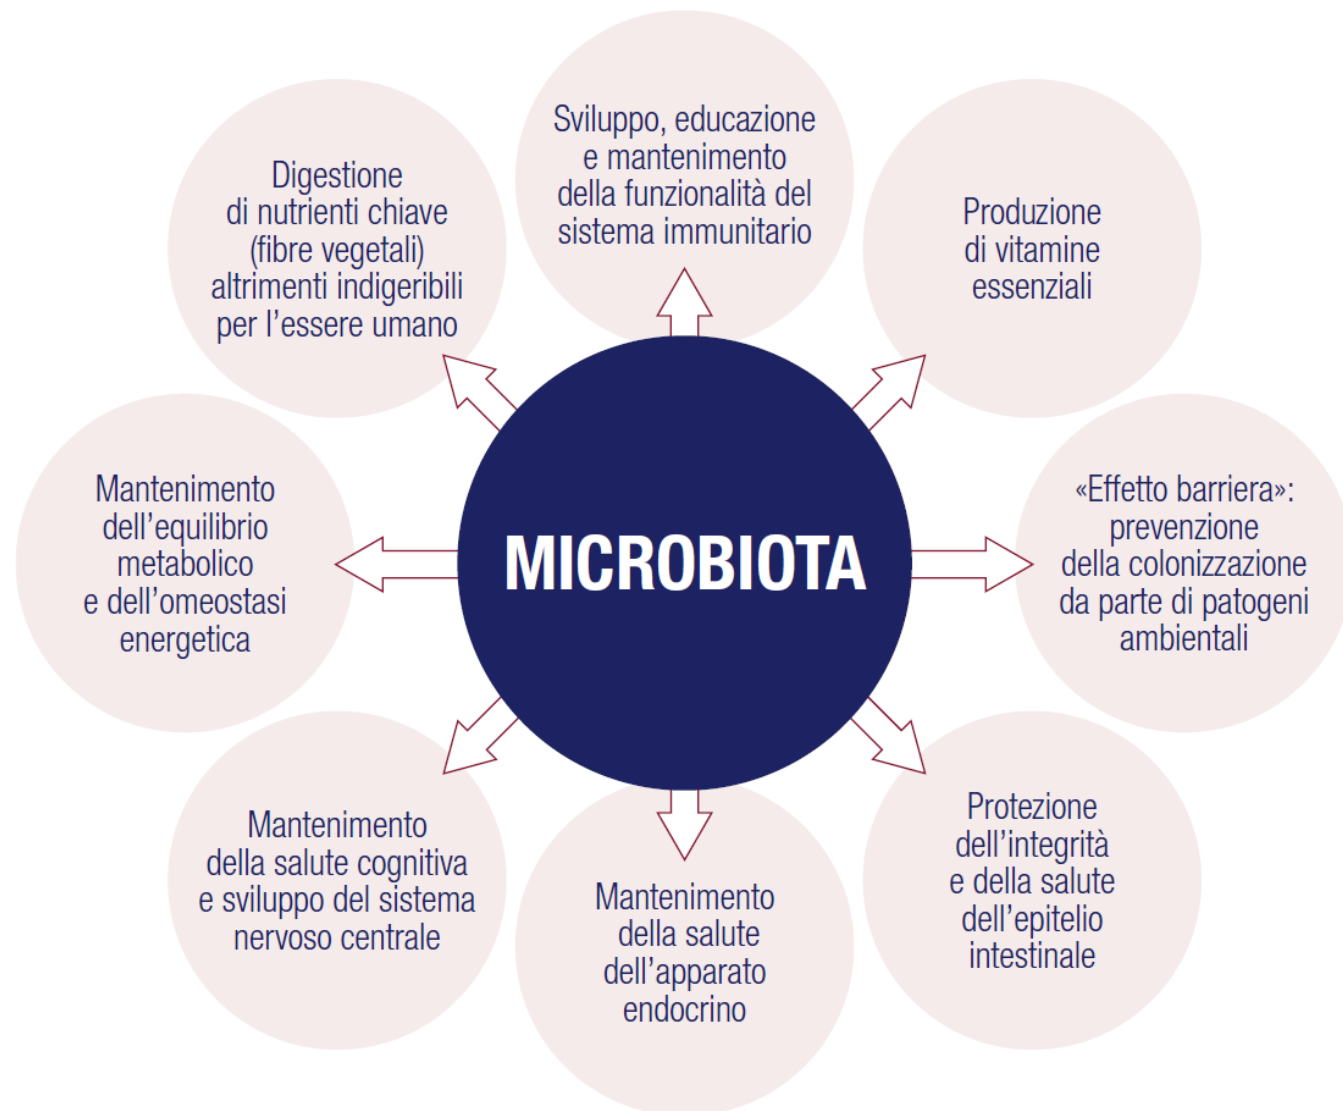 Sviluppo, educazione
e mantenimento
della funzionalità del
sistema immunitario
Produzione
di vitamine
essenziali
«Effetto barriera»:
prevenzione
della colonizzazione
da parte di patogeni
ambientali
Protezione
dell’integrità
e della salute
dell’epitelio
intestinale
Mantenimento
della salute
dell’apparato
endocrino
Mantenimento
della salute cognitiva
e sviluppo del sistema
nervoso centrale
Mantenimento
dell’equilibrio
metabolico
e dell’omeostasi
energetica
Digestione
di nutrienti chiave
(fibre vegetali)
altrimenti indigeribili
per l’essere umano
MICROBIOTA